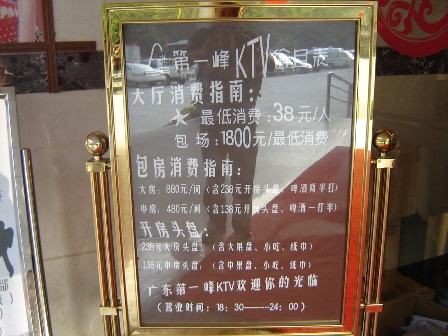 广东第一峰KTV价目表
大厅消费指南:
★ 最低消费:38元/人
包场:1800元/最低消费
包房消费指南:
大房:880元/间(含238元开房头盘、啤酒两半打)
中房:480元/间(含138元开房头盘、啤酒一打半)
开房头盘:
238元大房头盘:(含大果盘、小吃、纸巾)
138元中房头盘:(含中果盘、小吃、纸巾)
广东第一峰KTV欢迎你的光临
(营业时间:18:30——24:00)